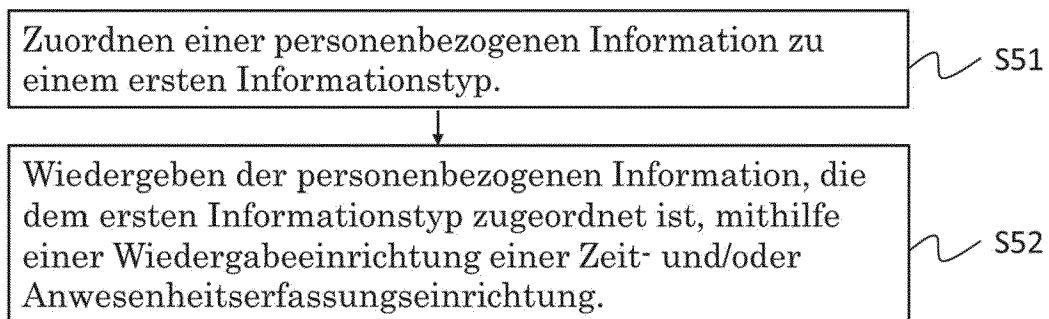 Zuordnen einer personenbezogenen Information zu
einem ersten Informationstyp.
S51
Wiedergeben der personenbezogenen Information, die
dem ersten Informationstyp zugeordnet ist, mithilfe
einer Wiedergabeeinrichtung einer Zeit- und/oder
Anwesenheitserfassungseinrichtung.
S52